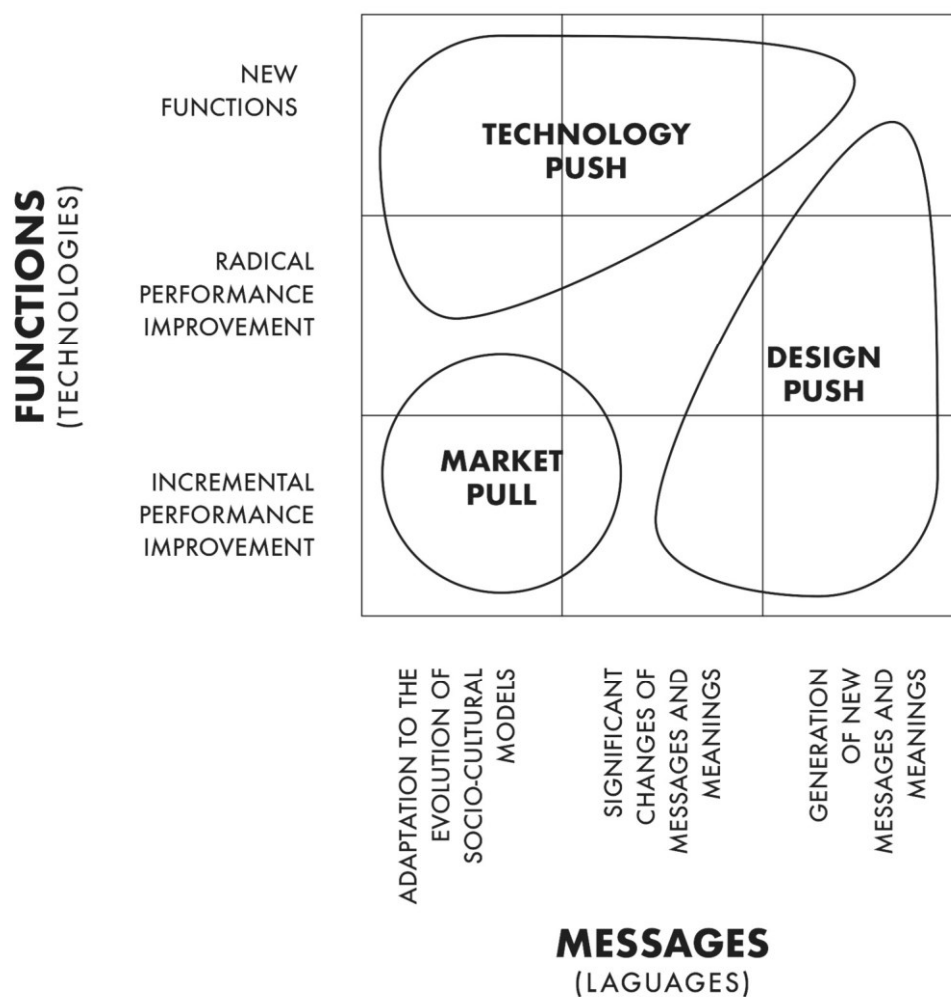 NEW
FUNCTIONS
TECHNOLOGY
PUSH
FUNCTIONS
(TECHNOLOGIES)
RADICAL
PERFORMANCE
IMPROVEMENT
DESIGN
PUSH
MARKET
PULL
INCREMENTAL
PERFORMANCE
IMPROVEMENT
ADAPTATION TO THE
EVOLUTION OF
SOCIO-CULTURAL
MODELS
SIGNIFICANT
CHANGES OF
MESSAGES AND
MEANINGS
GENERATION
OF NEW
MESSAGES AND
MEANINGS
MESSAGES
(LAGUAGES)